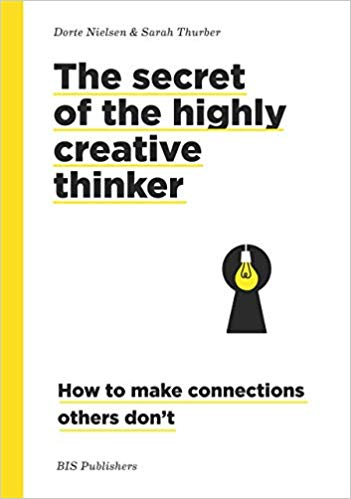 Dorte Nielsen & Sarah Thurber
The secret
of the highly
creative
thinker
How to make connections
others don't
BIS Publishers